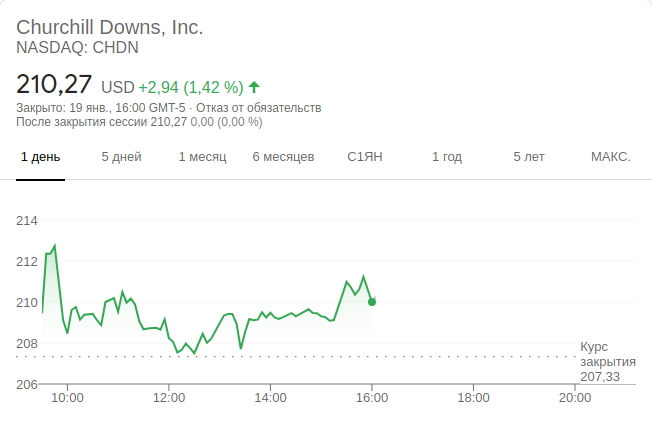 Churchill Downs, Inc.
NASDAQ: CHDN
210,27 USD +2,94 (1,42 %)
Закрыто: 19 янв., 16:00 GMT-5 · Отказ от обязательств
После закрытия сессии 210,27 0,00 (0,00 %)
1 день 5 дней 1 месяц 6 месяцев С1ЯН 1 год 5 лет МАКС.
214
212
210
208
Курс
закрытия
207,33
206
10:00 12:00 14:00 16:00 18:00 20:00